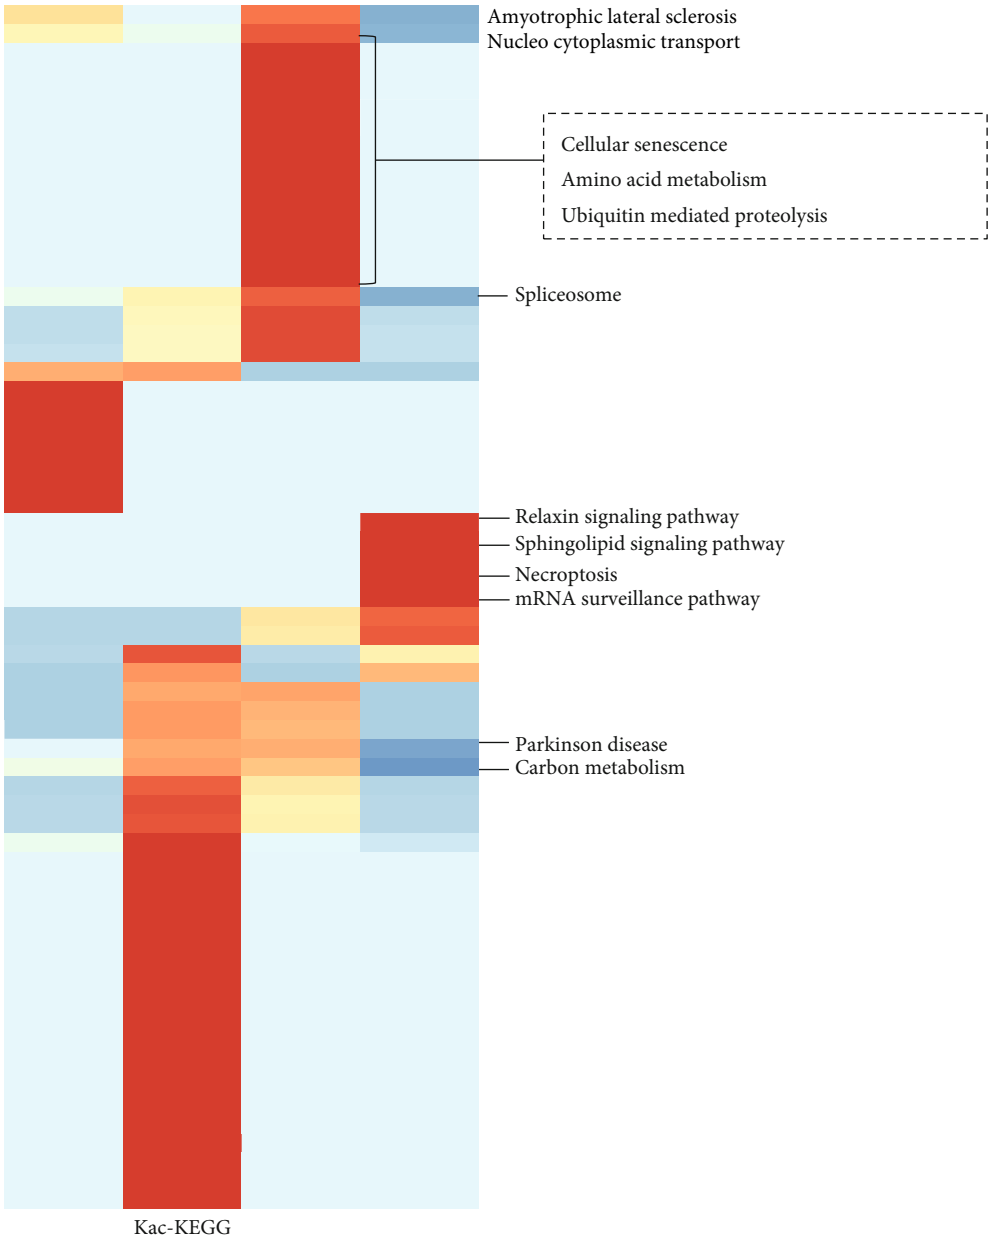 Amyotrophic lateral sclerosis
Nucleo cytoplasmic transport
Cellular senescence
Amino acid metabolism
Ubiquitin mediated proteolysis
Spliceosome
Relaxin signaling pathway
Sphingolipid signaling pathway
Necroptosis
mRNA surveillance pathway
Parkinson disease
Carbon metabolism
Kac-KEGG